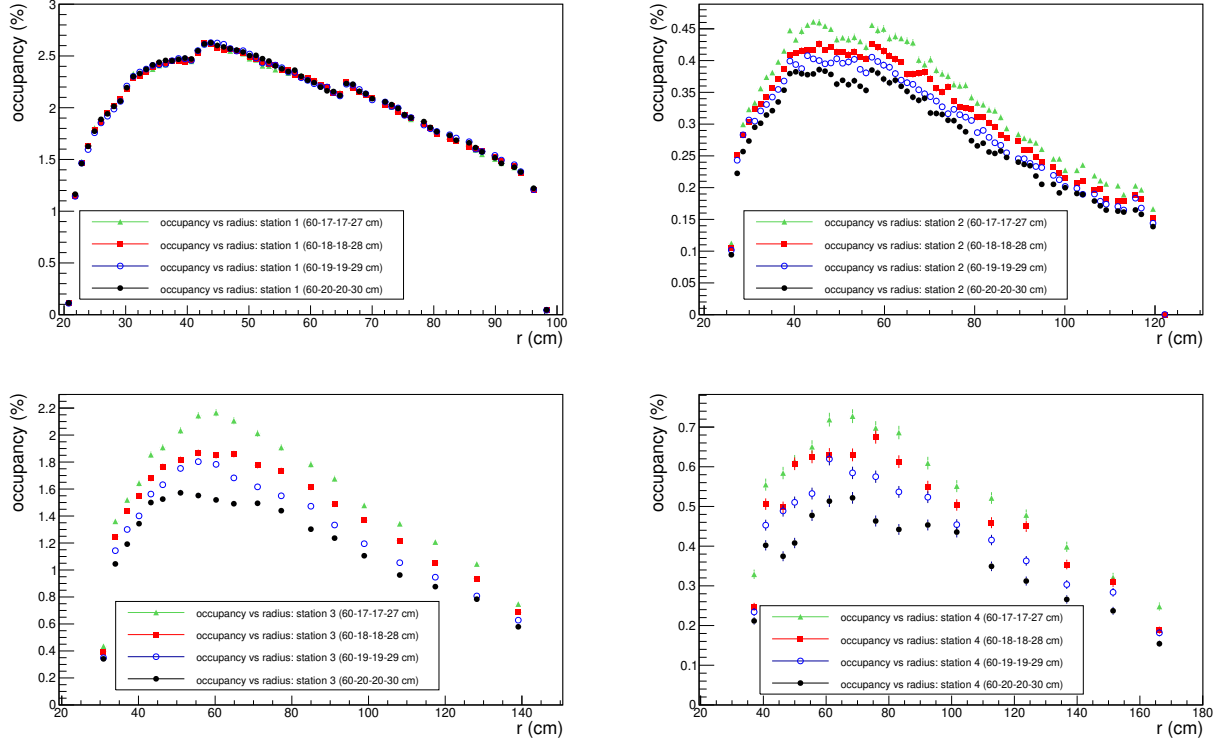 occupancy (%)
3
2.5
2
1.5
1
0.5
0
20 30 40 50 60 70 80 90 100
r (cm)
occupancy vs radius: station 1 (60-17-17-27 cm)
occupancy vs radius: station 1 (60-18-18-28 cm)
occupancy vs radius: station 1 (60-19-19-29 cm)
occupancy vs radius: station 1 (60-20-20-30 cm)
occupancy (%)
0.45
0.4
0.35
0.3
0.25
0.2
0.15
0.1
0.05
0
20 40 60 80 100 120
r (cm)
occupancy vs radius: station 2 (60-17-17-27 cm)
occupancy vs radius: station 2 (60-18-18-28 cm)
occupancy vs radius: station 2 (60-19-19-29 cm)
occupancy vs radius: station 2 (60-20-20-30 cm)
occupancy (%)
2.2
2
1.8
1.6
1.4
1.2
1
0.8
0.6
0.4
0.2
0
20 40 60 80 100 120 140
r (cm)
occupancy vs radius: station 3 (60-17-17-27 cm)
occupancy vs radius: station 3 (60-18-18-28 cm)
occupancy vs radius: station 3 (60-19-19-29 cm)
occupancy vs radius: station 3 (60-20-20-30 cm)
occupancy (%)
0.7
0.6
0.5
0.4
0.3
0.2
0.1
0
20 40 60 80 100 120 140 160 180
r (cm)
occupancy vs radius: station 4 (60-17-17-27 cm)
occupancy vs radius: station 4 (60-18-18-28 cm)
occupancy vs radius: station 4 (60-19-19-29 cm)
occupancy vs radius: station 4 (60-20-20-30 cm)